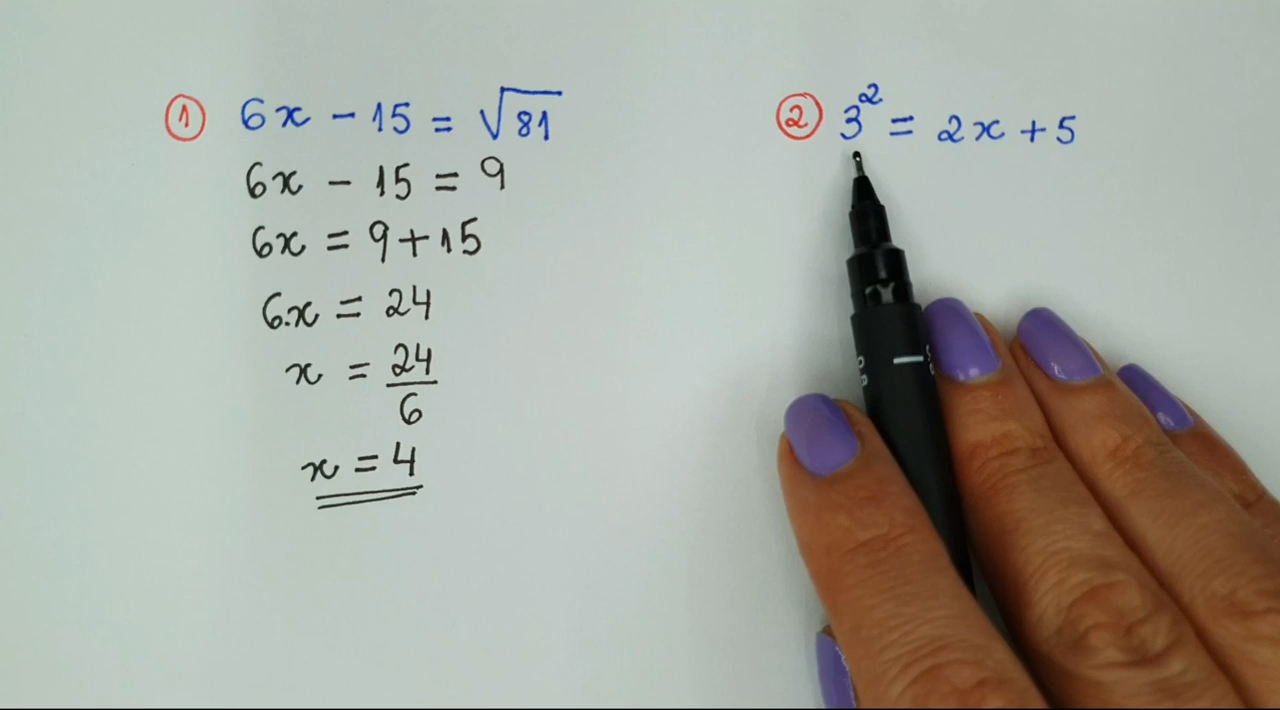 ① 6x - 15 = √81
6x - 15 = 9
6x = 9 + 15
6.x = 24
x = 24/6
x = 4
② 3² = 2x + 5